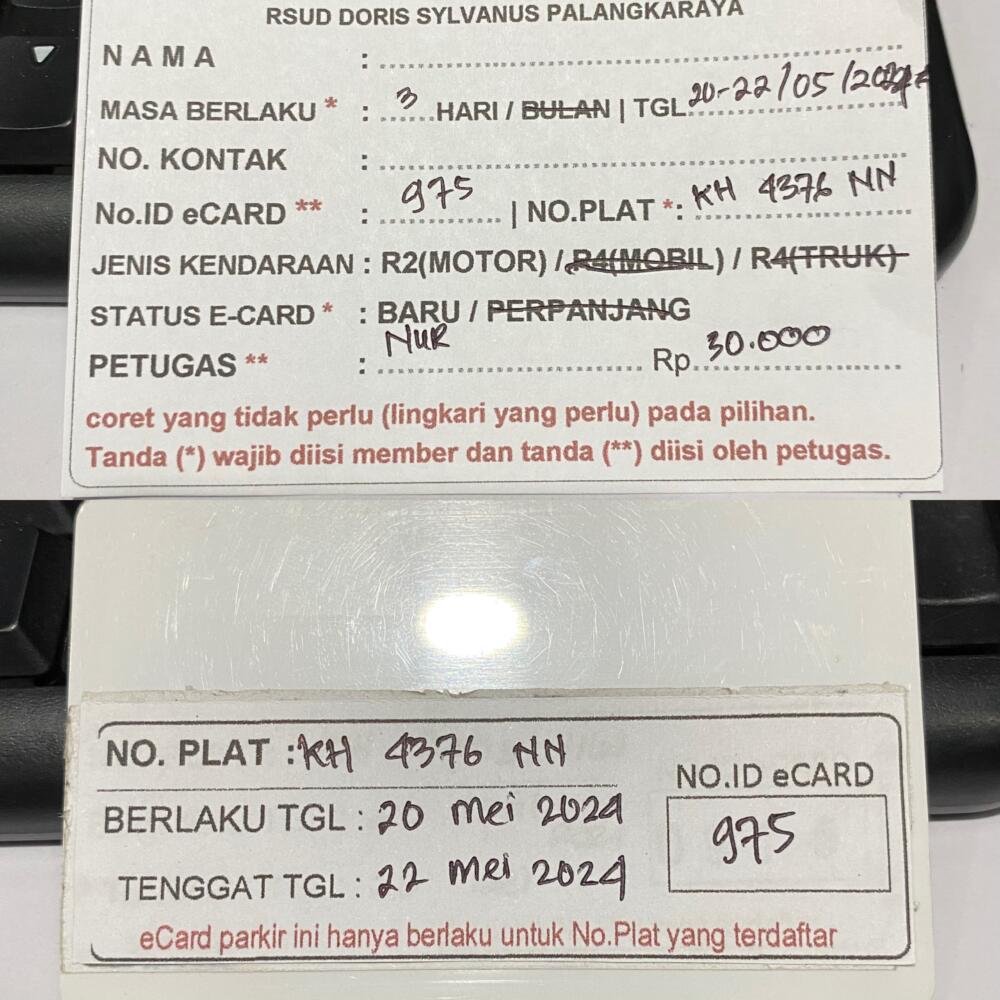 RSUD DORIS SYLVANUS PALANGKARAYA
NAMA :
MASA BERLAKU * : 3 HARI / BULAN | TGL 20-22/05/2024
NO. KONTAK :
No.ID eCARD ** : 975 | NO.PLAT *: KH 4376 NN
JENIS KENDARAAN : R2(MOTOR) / R4(MOBIL) / R4(TRUK)
STATUS E-CARD * : BARU / PERPANJANG
PETUGAS ** : NUR Rp 30.000
coret yang tidak perlu (lingkari yang perlu) pada pilihan.
Tanda (*) wajib diisi member dan tanda (**) diisi oleh petugas.
NO. PLAT : KH 4376 NN
NO.ID eCARD
BERLAKU TGL : 20 Mei 2024
975
TENGGAT TGL : 22 Mei 2024
eCard parkir ini hanya berlaku untuk No.Plat yang terdaftar